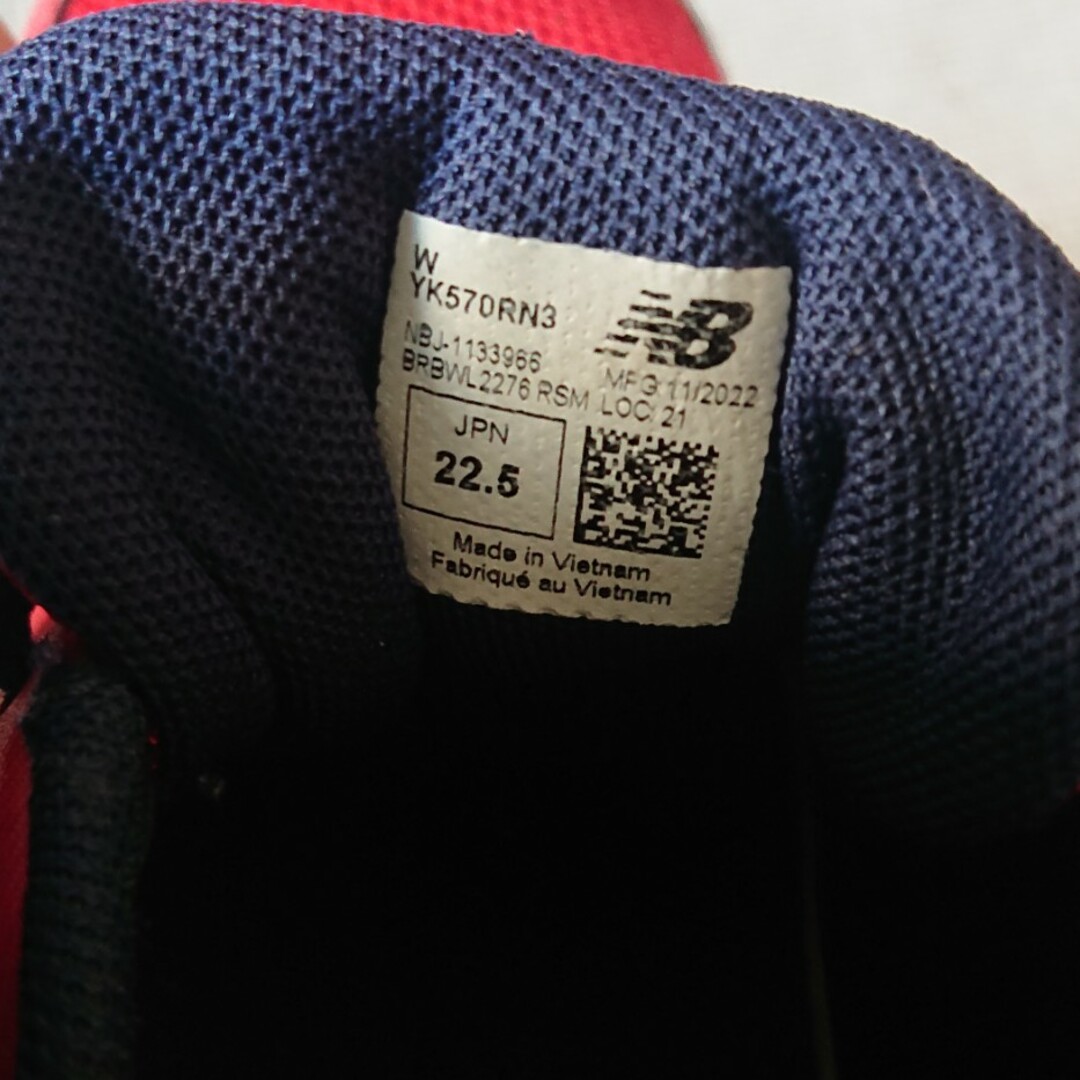 W
YK570RN3
NB
NBJ-1133966
BRBWL2276 RSM
MFG 11/2022
LOC/21
JPN
22.5
Made in Vietnam
Fabriqué au Vietnam